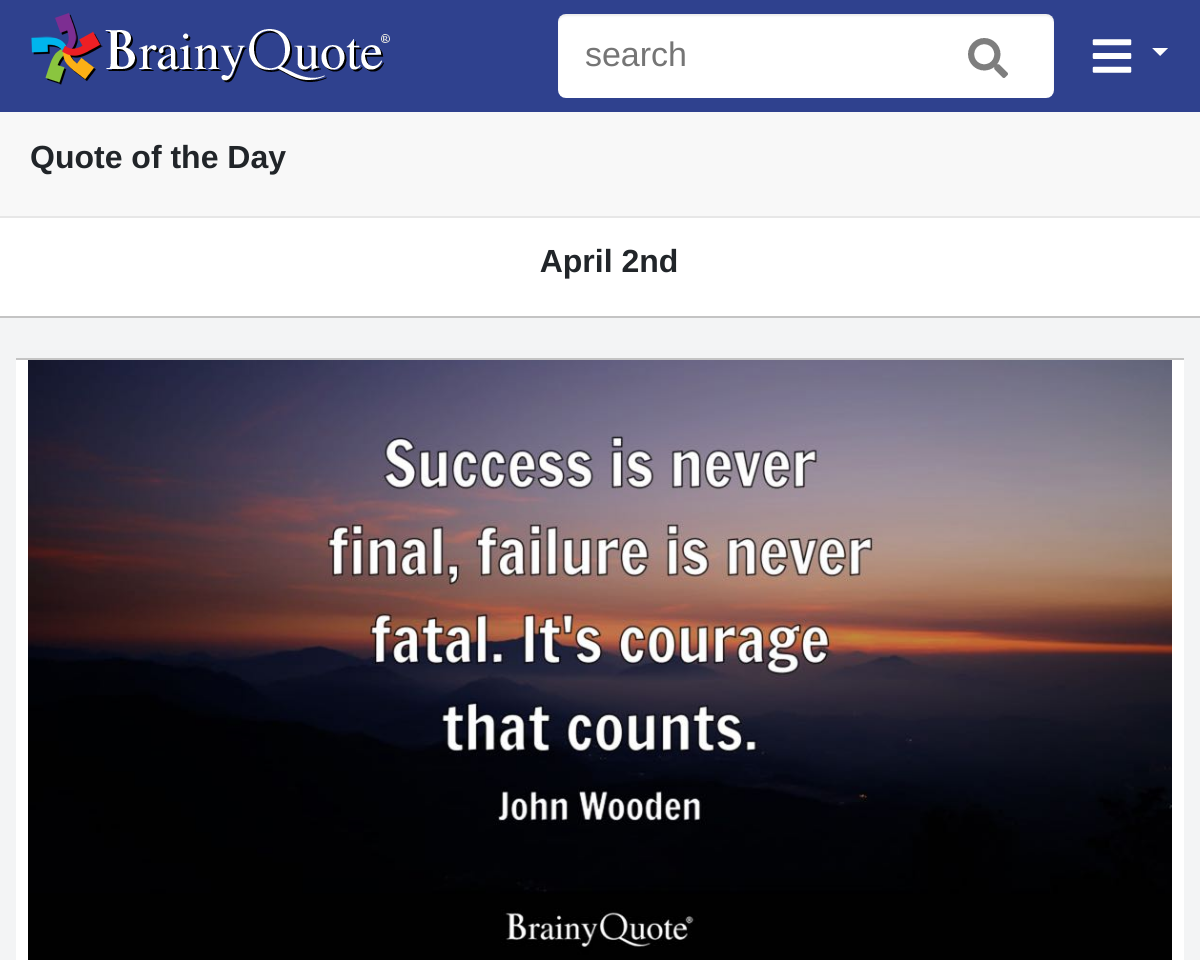 BrainyQuote®
search
Quote of the Day
April 2nd
Success is never
final, failure is never
fatal. It's courage
that counts.
John Wooden
BrainyQuote®